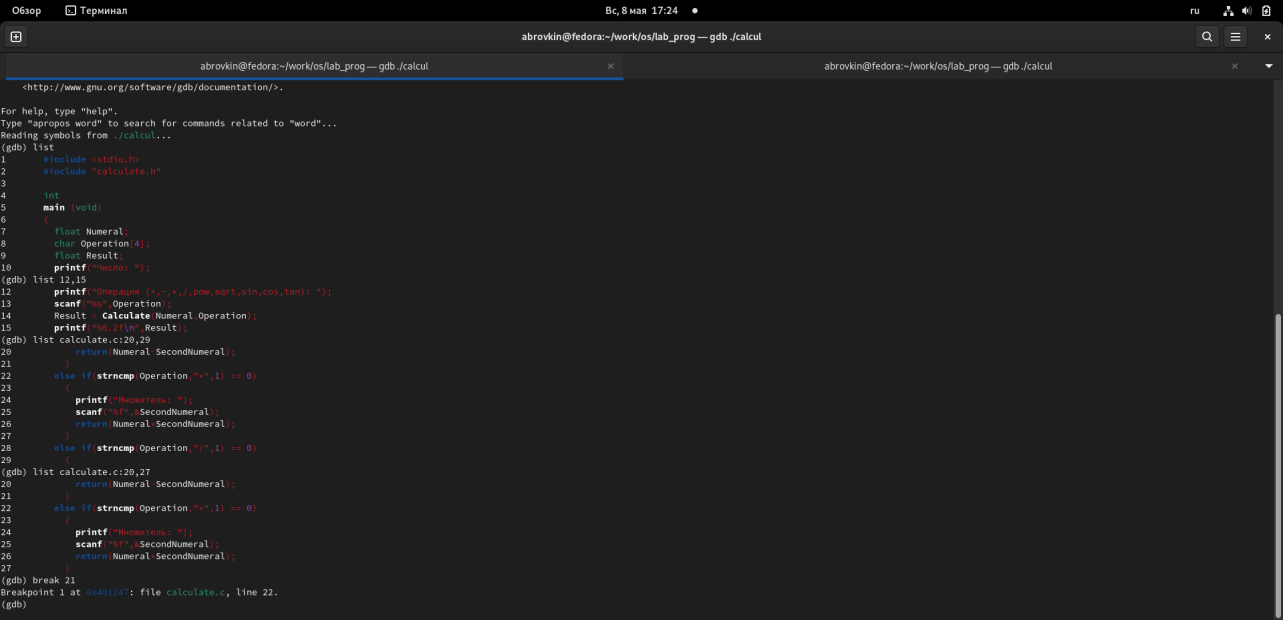 Обзор Терминал Вс, 8 мая 17:24 ru
abrovkin@fedora:~/work/os/lab_prog — gdb ./calcul
abrovkin@fedora:~/work/os/lab_prog — gdb ./calcul × abrovkin@fedora:~/work/os/lab_prog — gdb ./calcul ×
<http://www.gnu.org/software/gdb/documentation/>.
For help, type "help".
Type "apropos word" to search for commands related to "word"...
Reading symbols from ./calcul...
(gdb) list
1 #include <stdio.h>
2 #include "calculate.h"
3
4 int
5 main (void)
6 {
7 float Numeral;
8 char Operation[4];
9 float Result;
10 printf("Число: ");
(gdb) list 12,15
12 printf("Операция (+,-,*,/,pow,sqrt,sin,cos,tan): ");
13 scanf("%s",Operation);
14 Result = Calculate(Numeral,Operation);
15 printf("%6.2f\n",Result);
(gdb) list calculate.c:20,29
20 return(Numeral-SecondNumeral);
21 }
22 else if(strncmp(Operation,"*",1) == 0)
23 {
24 printf("Множитель: ");
25 scanf("%f",&SecondNumeral);
26 return(Numeral*SecondNumeral);
27 }
28 else if(strncmp(Operation,"/",1) == 0)
29 {
(gdb) list calculate.c:20,27
20 return(Numeral-SecondNumeral);
21 }
22 else if(strncmp(Operation,"*",1) == 0)
23 {
24 printf("Множитель: ");
25 scanf("%f",&SecondNumeral);
26 return(Numeral*SecondNumeral);
27 }
(gdb) break 21
Breakpoint 1 at 0x401247: file calculate.c, line 22.
(gdb)